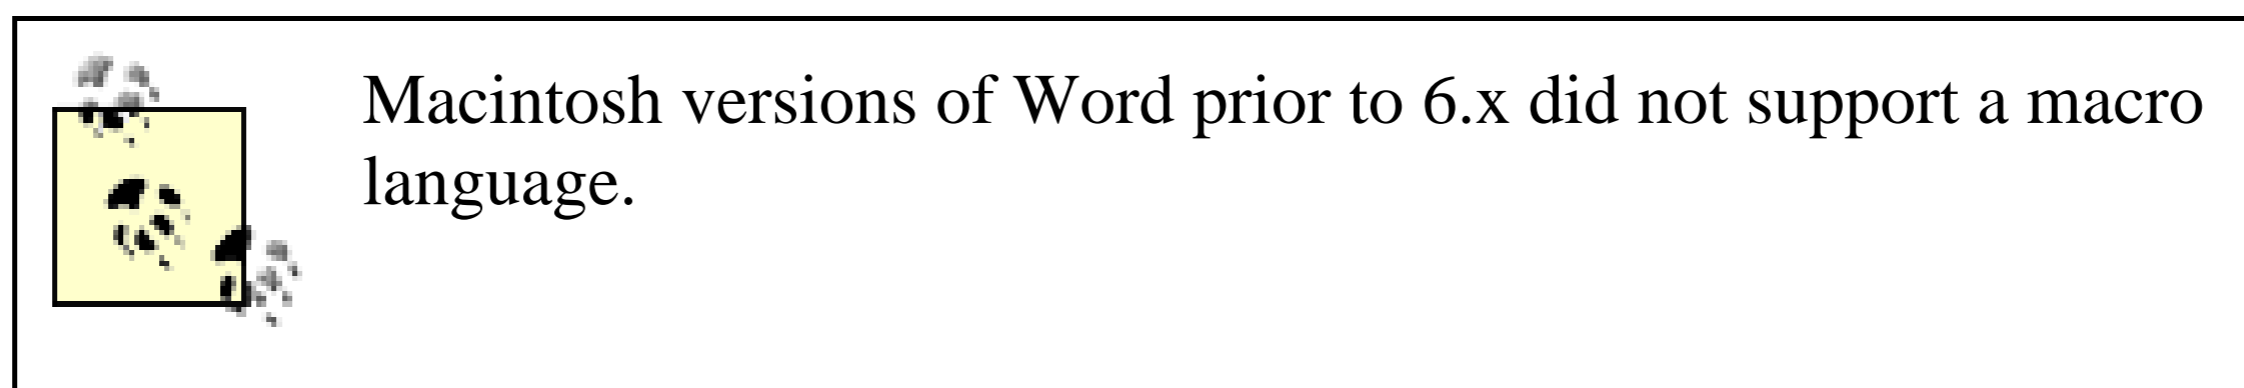 Macintosh versions of Word prior to 6.x did not support a macro
language.